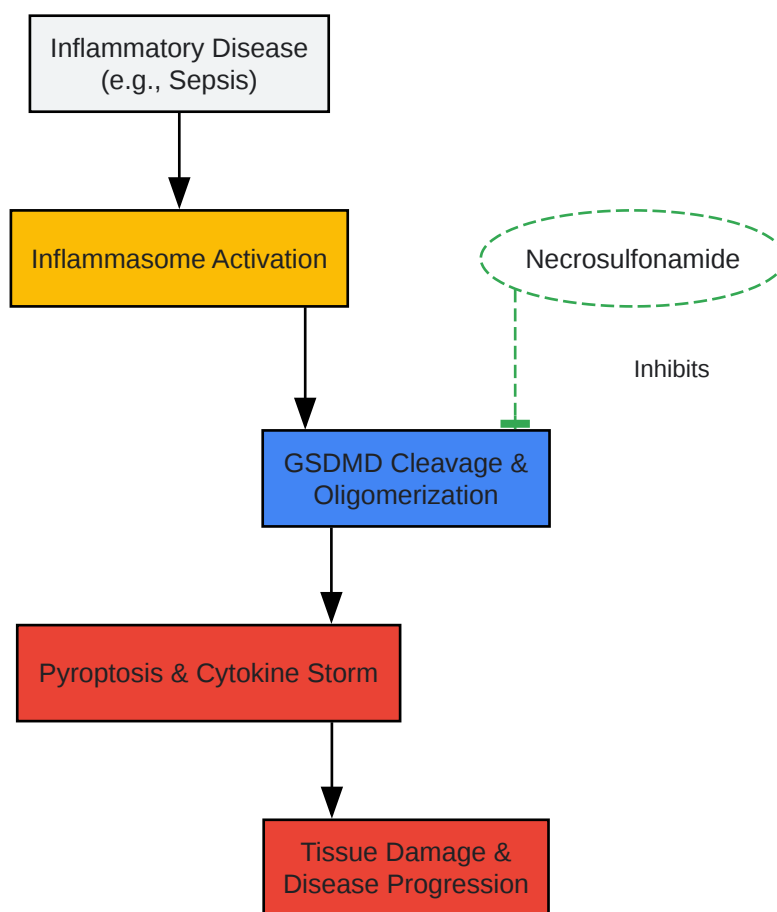 Inflammatory Disease
(e.g., Sepsis)
Inflammasome Activation
Necrosulfonamide
Inhibits
GSDMD Cleavage &
Oligomerization
Pyroptosis & Cytokine Storm
Tissue Damage &
Disease Progression